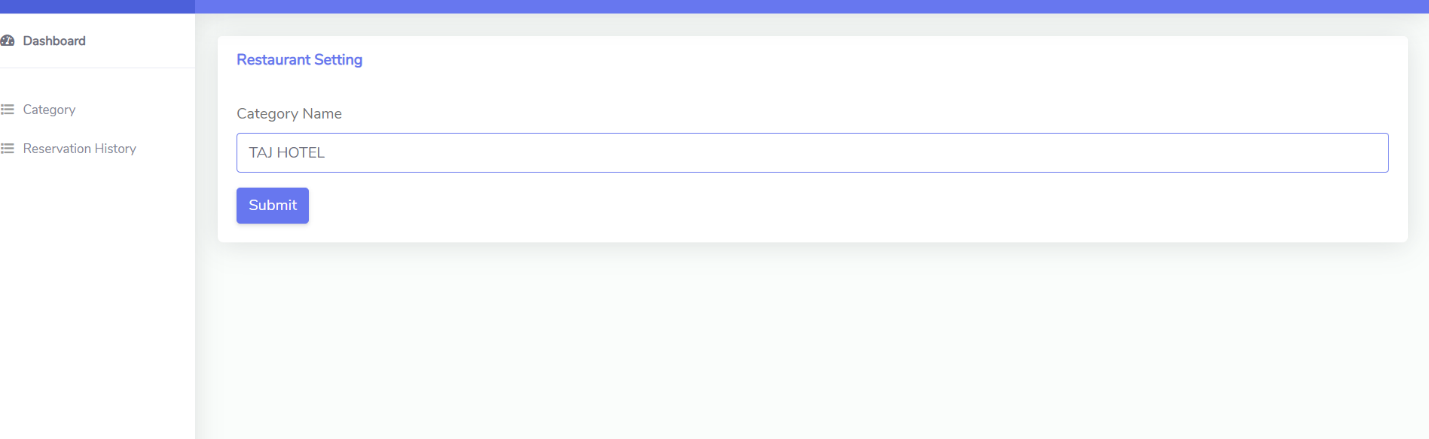 Dashboard
Category
Reservation History
Restaurant Setting
Category Name
TAJ HOTEL
Submit